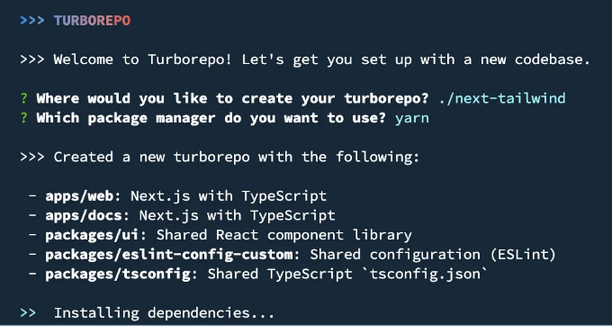 >>> TURBOREPO
>>> Welcome to Turborepo! Let's get you set up with a new codebase.
? Where would you like to create your turborepo? ./next-tailwind
? Which package manager do you want to use? yarn
>>> Created a new turborepo with the following:
- apps/web: Next.js with TypeScript
- apps/docs: Next.js with TypeScript
- packages/ui: Shared React component library
- packages/eslint-config-custom: Shared configuration (ESLint)
- packages/tsconfig: Shared TypeScript `tsconfig.json`
>> Installing dependencies...